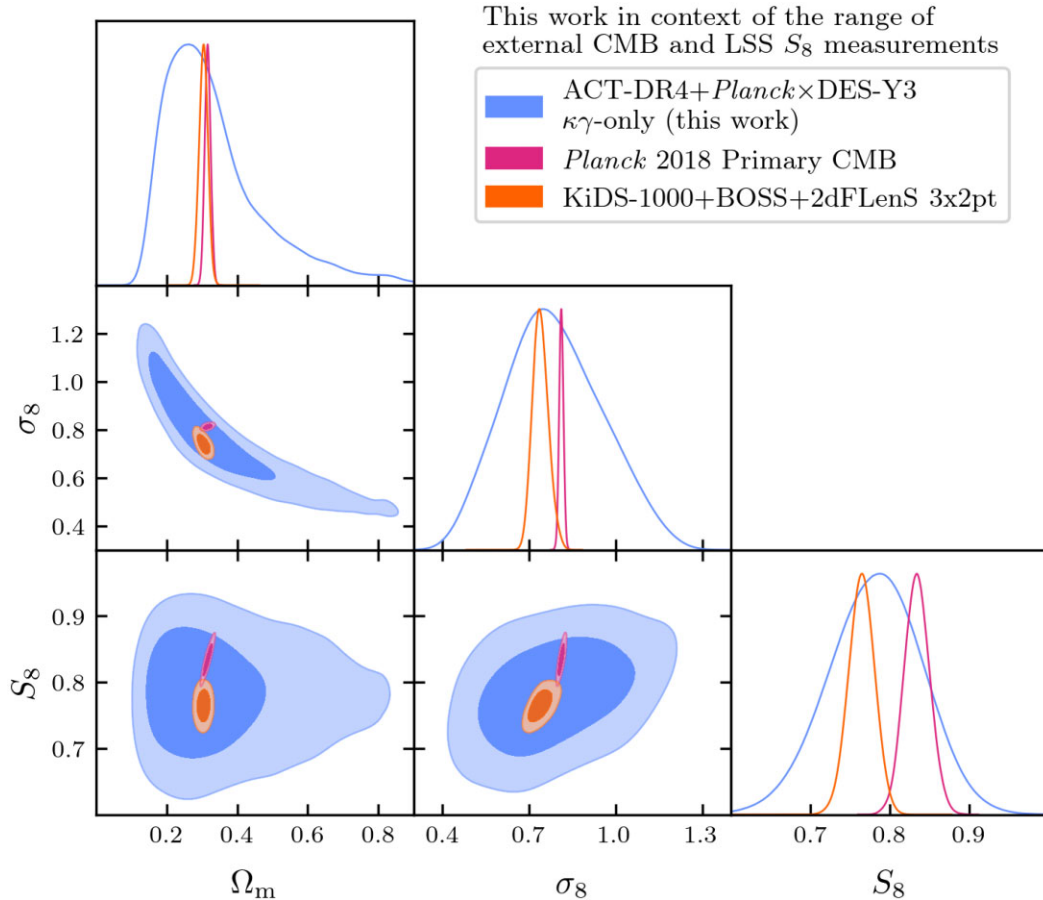 This work in context of the range of
external CMB and LSS S₈ measurements
ACT-DR4+Planck×DES-Y3
κγ-only (this work)
Planck 2018 Primary CMB
KiDS-1000+BOSS+2dFLenS 3x2pt
1.2
1.0
0.8
0.6
0.4
σ₈
0.9
0.8
0.7
S₈
0.2 0.4 0.6 0.8
0.4 0.7 1.0 1.3
0.7 0.8 0.9
Ωₘ
σ₈
S₈